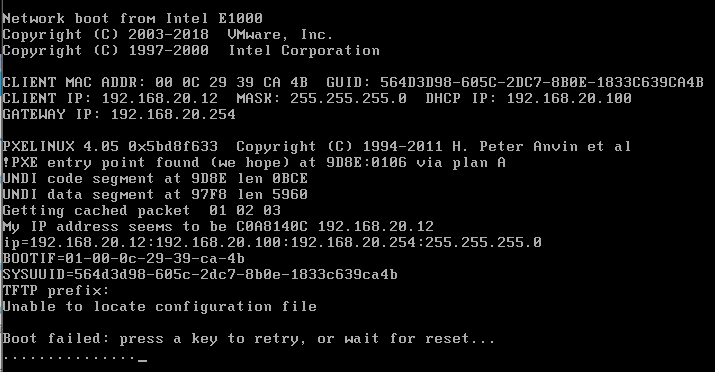 Network boot from Intel E1000
Copyright (C) 2003-2018  VMware, Inc.
Copyright (C) 1997-2000  Intel Corporation
CLIENT MAC ADDR: 00 0C 29 39 CA 4B  GUID: 564D3D98-605C-2DC7-8B0E-1833C639CA4B
CLIENT IP: 192.168.20.12  MASK: 255.255.255.0  DHCP IP: 192.168.20.100
GATEWAY IP: 192.168.20.254
PXELINUX 4.05 0x5bd8f633  Copyright (C) 1994-2011 H. Peter Anvin et al
!PXE entry point found (we hope) at 9D8E:0106 via plan A
UNDI code segment at 9D8E len 0BCE
UNDI data segment at 97F8 len 5960
Getting cached packet  01 02 03
My IP address seems to be C0A8140C 192.168.20.12
ip=192.168.20.12:192.168.20.100:192.168.20.254:255.255.255.0
BOOTIF=01-00-0c-29-39-ca-4b
SYSUUID=564d3d98-605c-2dc7-8b0e-1833c639ca4b
TFTP prefix:
Unable to locate configuration file
Boot failed: press a key to retry, or wait for reset...
..............._